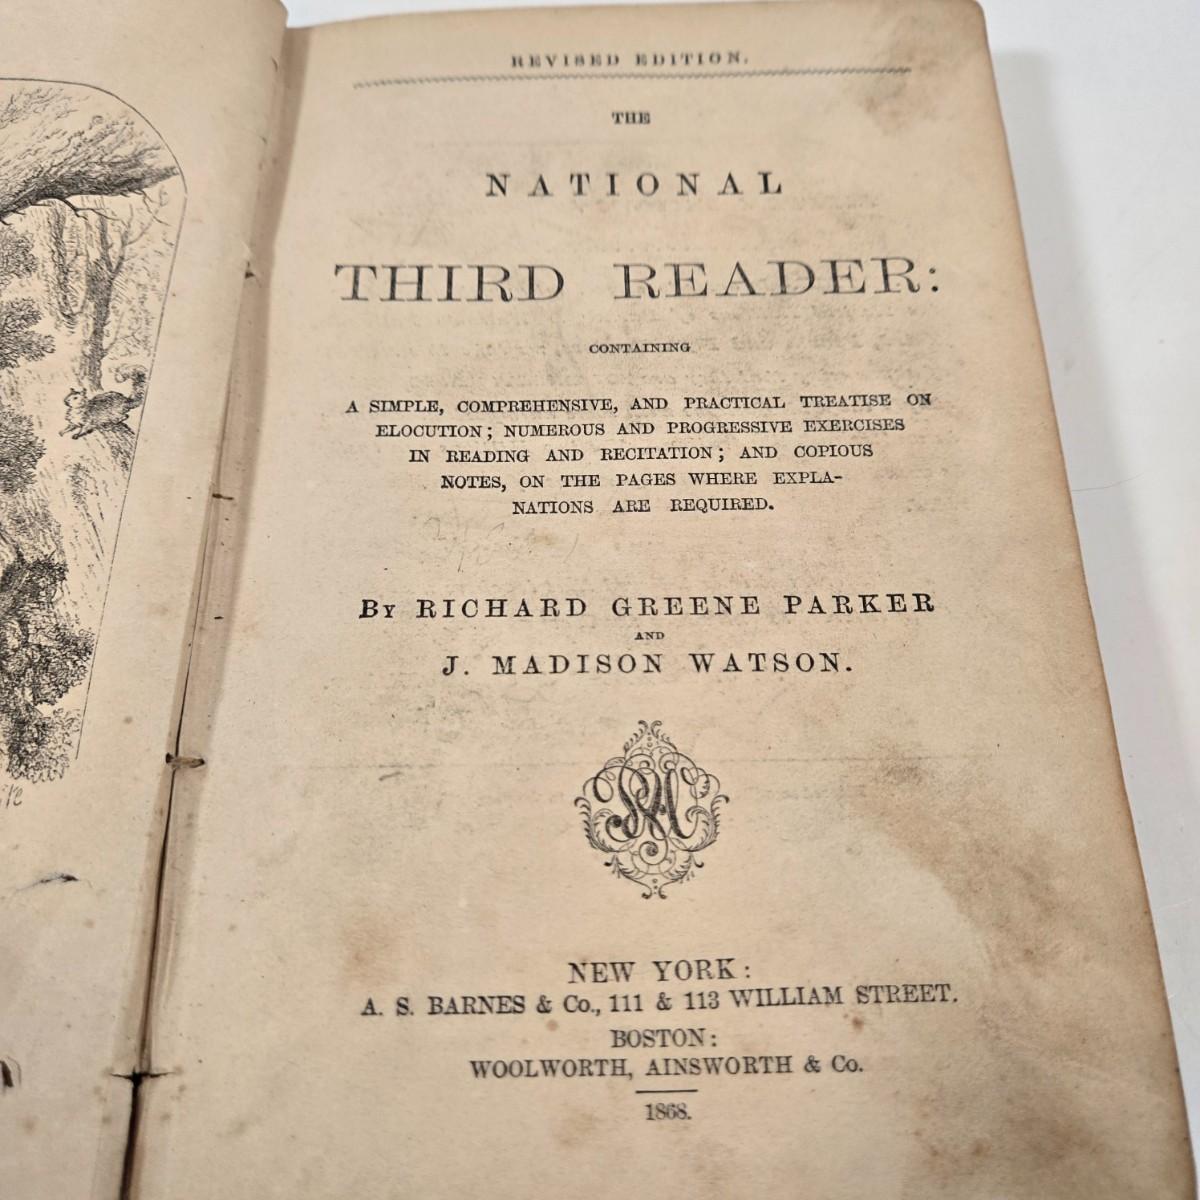 REVISED EDITION.
THE
NATIONAL
THIRD READER:
CONTAINING
A SIMPLE, COMPREHENSIVE, AND PRACTICAL TREATISE ON
ELOCUTION; NUMEROUS AND PROGRESSIVE EXERCISES
IN READING AND RECITATION; AND COPIOUS
NOTES, ON THE PAGES WHERE EXPLA-
NATIONS ARE REQUIRED.
BY RICHARD GREENE PARKER
AND
J. MADISON WATSON.
NEW YORK:
A. S. BARNES & Co., 111 & 113 WILLIAM STREET.
BOSTON:
WOOLWORTH, AINSWORTH & Co.
1868.